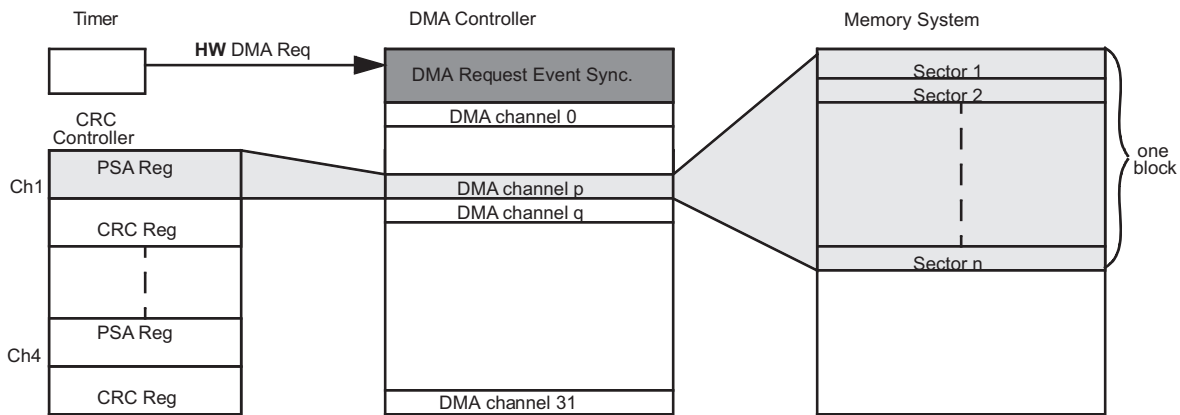 Timer
DMA Controller
Memory System
HW DMA Req
DMA Request Event Sync.
Sector 1
Sector 2
DMA channel 0
CRC
Controller
PSA Reg
one
block
Ch1
DMA channel p
DMA channel q
CRC Reg
Sector n
PSA Reg
Ch4
CRC Reg
DMA channel 31